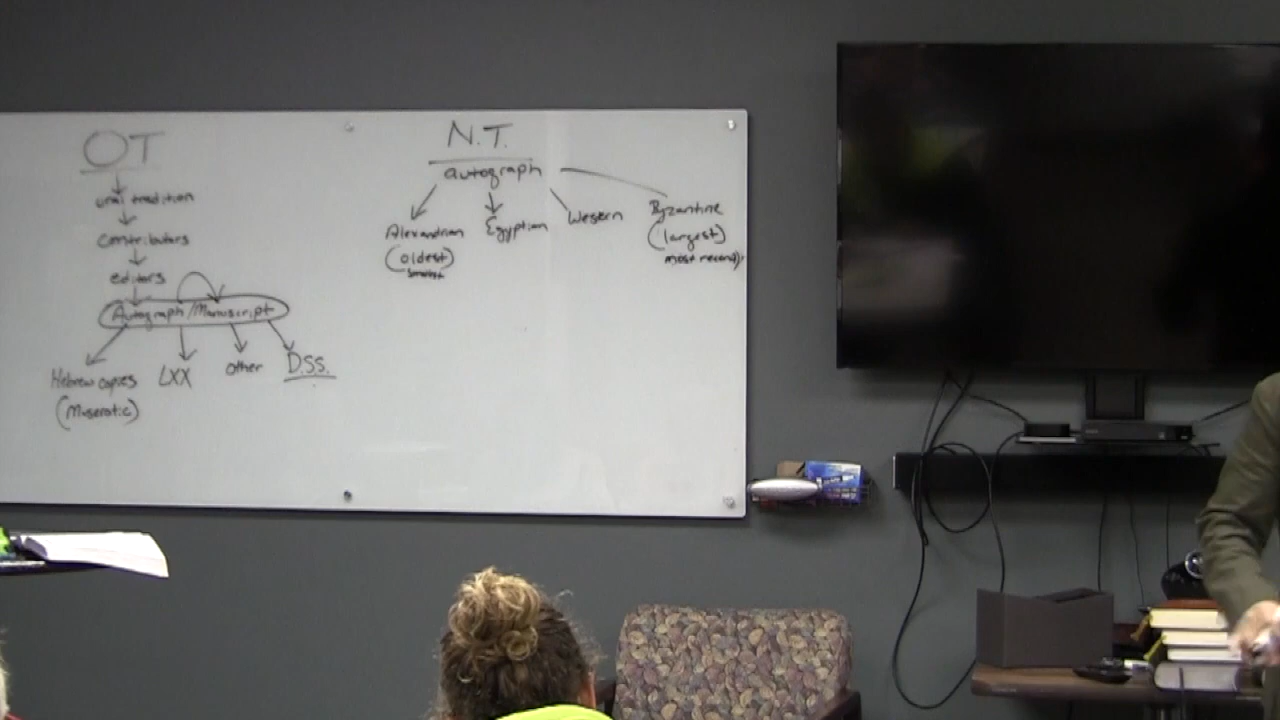 OT
oral tradition
contributors
editors
Autograph/Manuscript
Hebrew copies LXX other D.S.S.
(Maseratic)
N.T.
autograph
Alexandrian Egyptian Western Byzantine
(oldest) (largest)
smallest most recent)